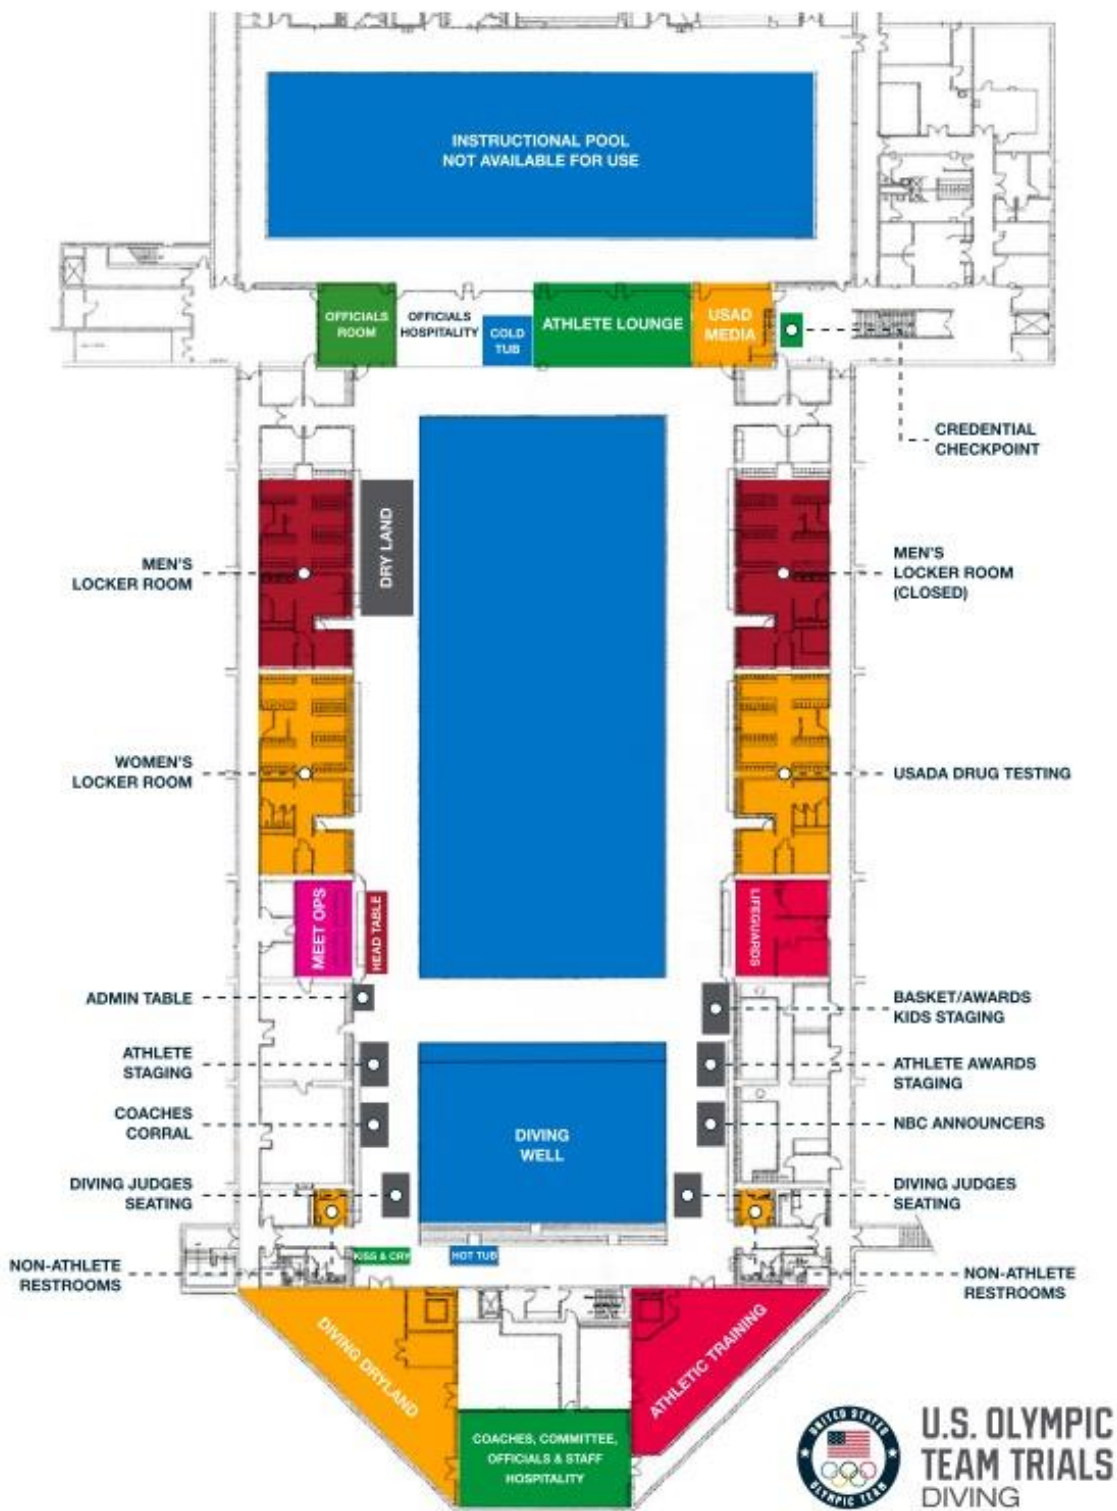 INSTRUCTIONAL POOL
NOT AVAILABLE FOR USE
OFFICIALS
ROOM
OFFICIALS
HOSPITALITY
COLD
TUB
ATHLETE LOUNGE
USAD
MEDIA
CREDENTIAL
CHECKPOINT
MEN'S
LOCKER ROOM
DRY LAND
MEN'S
LOCKER ROOM
(CLOSED)
WOMEN'S
LOCKER ROOM
USADA DRUG TESTING
MEET OPS
HEAD TABLE
LIFEGUARDS
ADMIN TABLE
BASKET/AWARDS
KIDS STAGING
ATHLETE
STAGING
ATHLETE AWARDS
STAGING
COACHES
CORRAL
DIVING
WELL
NBC ANNOUNCERS
DIVING JUDGES
SEATING
DIVING JUDGES
SEATING
NON-ATHLETE
RESTROOMS
KISS & CRY
HOT TUB
NON-ATHLETE
RESTROOMS
DIVING DRYLAND
ATHLETIC TRAINING
COACHES, COMMITTEE,
OFFICIALS & STAFF
HOSPITALITY
UNITED STATES
OLYMPIC TEAM
U.S. OLYMPIC
TEAM TRIALS
DIVING